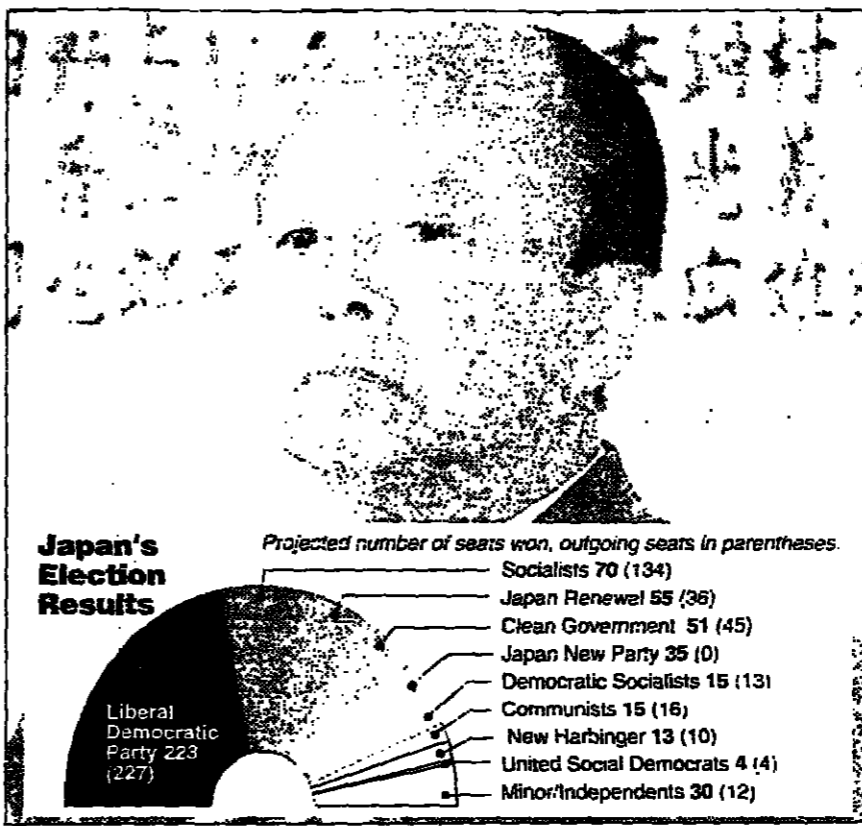 Japan's
Election
Results
Projected number of seats won, outgoing seats in parentheses.
Socialists 70 (134)
Japan Renewal 55 (36)
Clean Government 51 (45)
Japan New Party 35 (0)
Democratic Socialists 15 (13)
Communists 15 (16)
New Harbinger 13 (10)
United Social Democrats 4 (4)
Minor/Independents 30 (12)
Liberal
Democratic
Party 223
(227)